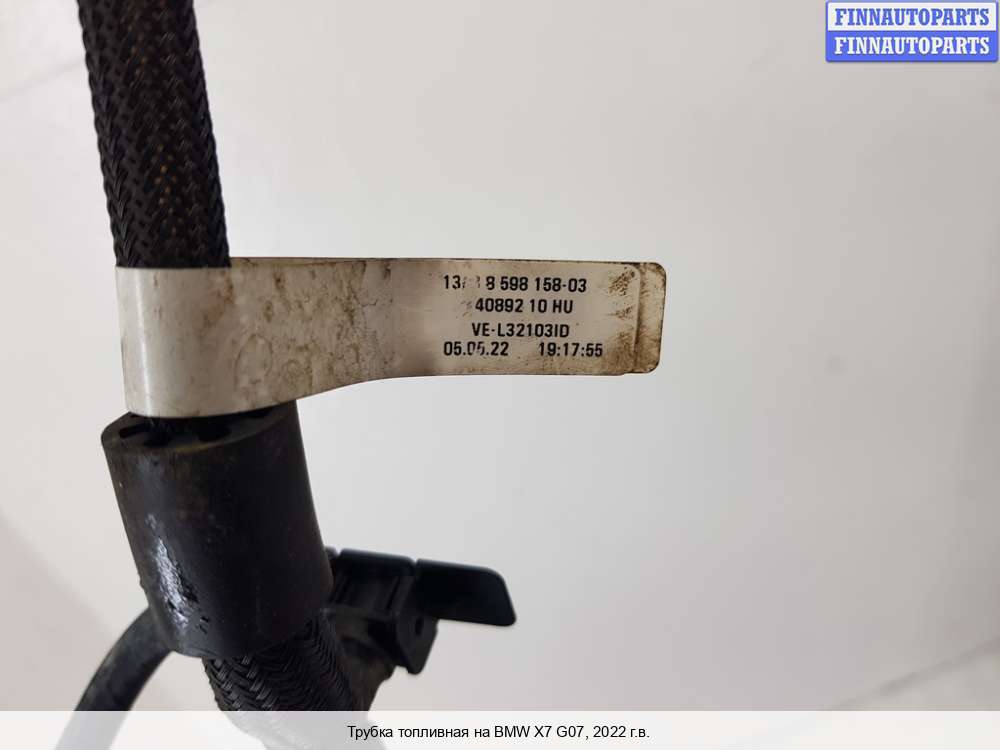 FINNAUTOPARTS
FINNAUTOPARTS
8 598 158-03
40892 10 HU
VE-L32103ID
05.05.22 19:17:55
Трубка топливная на BMW X7 G07, 2022 г.в.